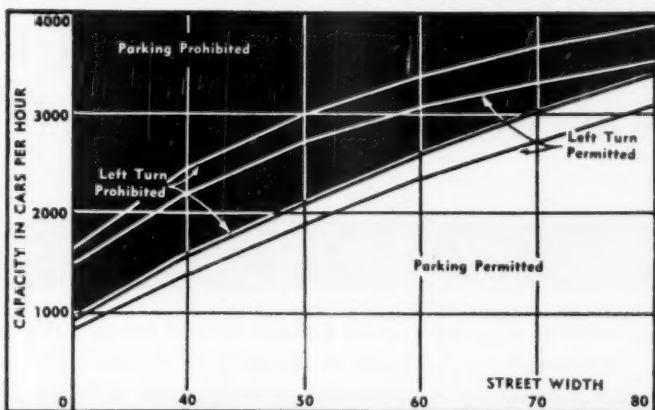 4000
Parking Prohibited
3000
Left Turn
Prohibited
Left Turn
Permitted
2000
Parking Permitted
1000
CAPACITY IN CARS PER HOUR
STREET WIDTH
0
40
50
60
70
80